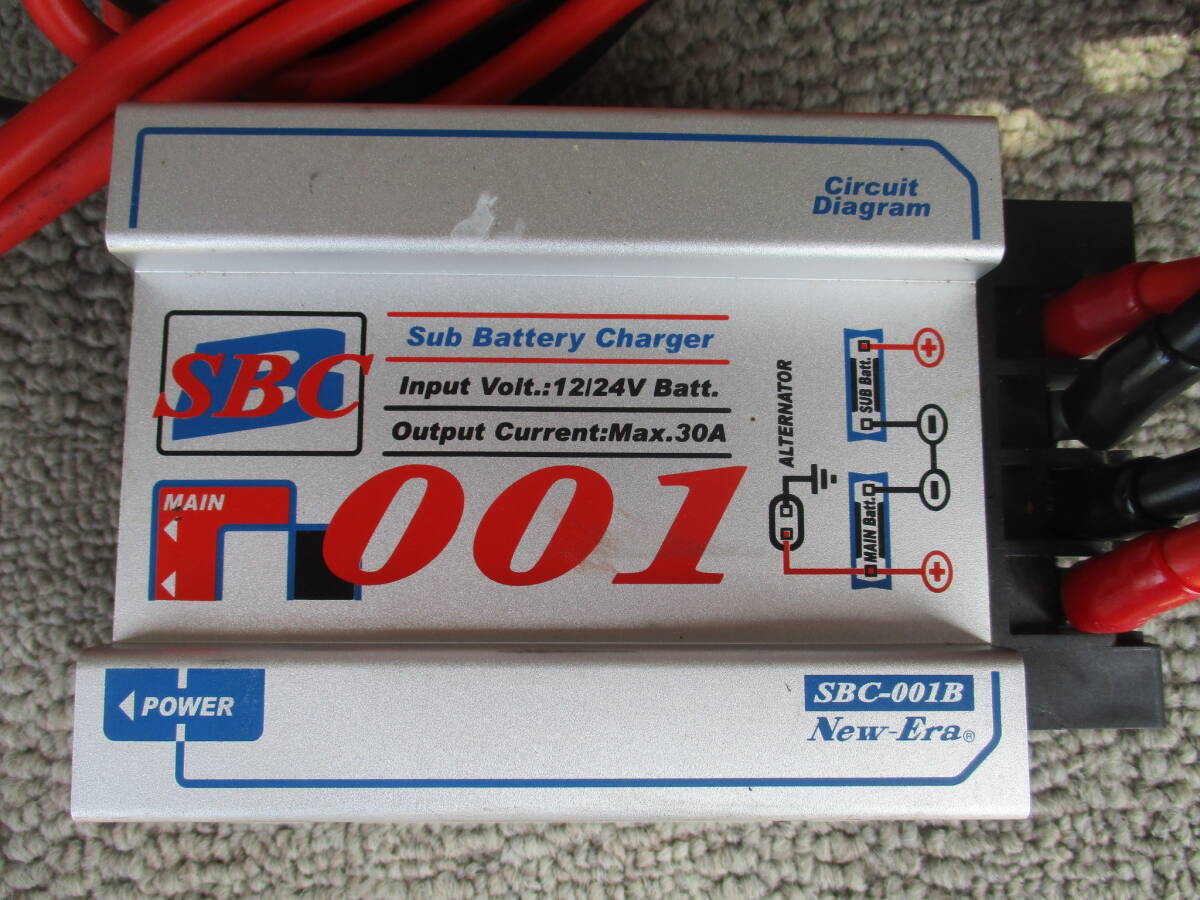 Circuit
Diagram
SBC
Sub Battery Charger
Input Volt.:12/24V Batt.
Output Current:Max.30A
MAIN
001
ALTERNATOR
SUB Batt.
MAIN Batt.
POWER
SBC-001B
New-Era®